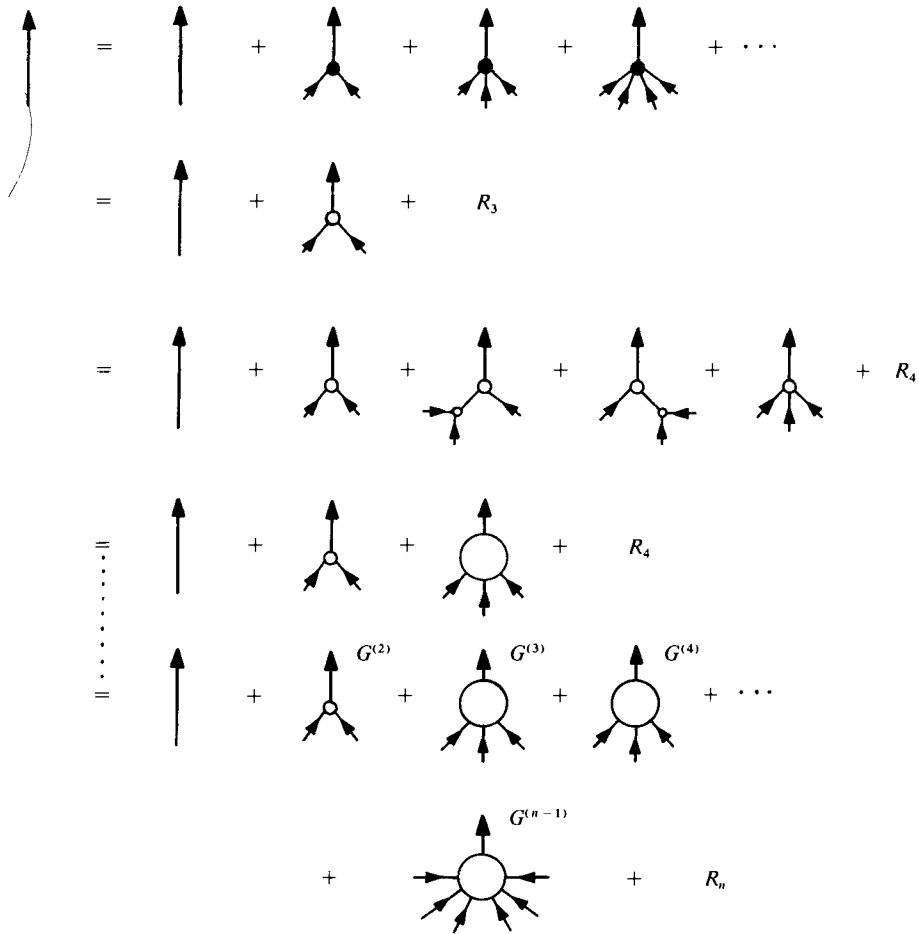 = + + + + · · ·
= + + R₃
= + + + + + R₄
= + + + R₄
G⁽²⁾ G⁽³⁾ G⁽⁴⁾
= + + + + · · ·
G⁽ⁿ⁻¹⁾
+ + Rₙ